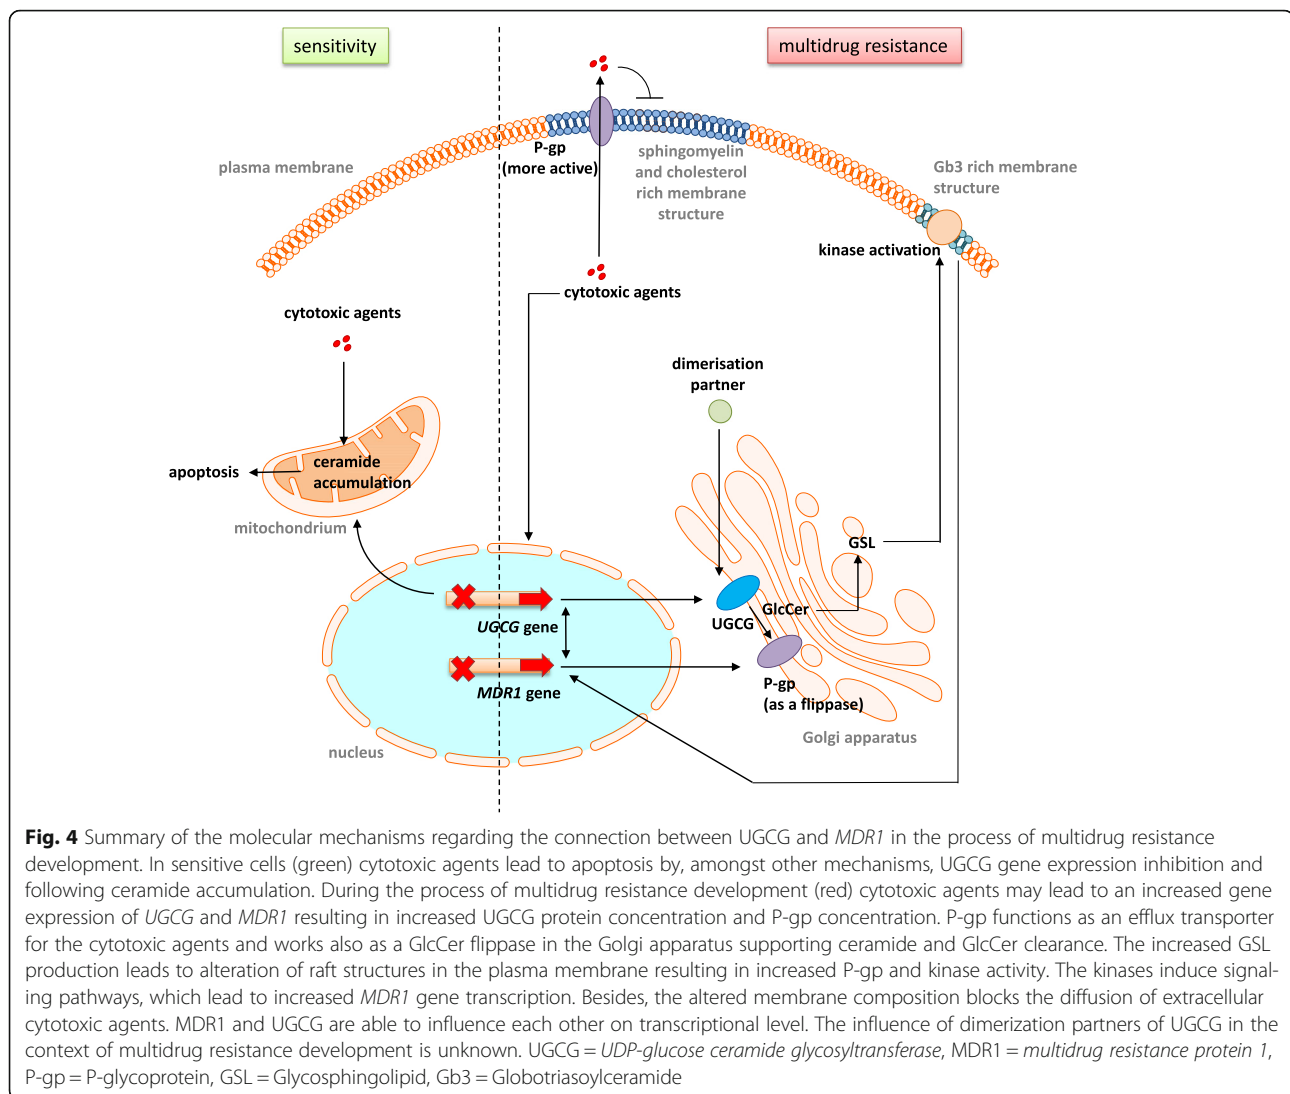 sensitivity
multidrug resistance
plasma membrane
P-gp
(more active)
sphingomyelin
and cholesterol
rich membrane
structure
Gb3 rich membrane
structure
kinase activation
cytotoxic agents
cytotoxic agents
dimerisation
partner
apoptosis
ceramide
accumulation
mitochondrium
GSL
UGCG gene
UGCG
GlcCer
MDR1 gene
P-gp
(as a flippase)
Golgi apparatus
nucleus
Fig. 4 Summary of the molecular mechanisms regarding the connection between UGCG and MDR1 in the process of multidrug resistance
development. In sensitive cells (green) cytotoxic agents lead to apoptosis by, amongst other mechanisms, UGCG gene expression inhibition and
following ceramide accumulation. During the process of multidrug resistance development (red) cytotoxic agents may lead to an increased gene
expression of UGCG and MDR1 resulting in increased UGCG protein concentration and P-gp concentration. P-gp functions as an efflux transporter
for the cytotoxic agents and works also as a GlcCer flippase in the Golgi apparatus supporting ceramide and GlcCer clearance. The increased GSL
production leads to alteration of raft structures in the plasma membrane resulting in increased P-gp and kinase activity. The kinases induce signal-
ing pathways, which lead to increased MDR1 gene transcription. Besides, the altered membrane composition blocks the diffusion of extracellular
cytotoxic agents. MDR1 and UGCG are able to influence each other on transcriptional level. The influence of dimerization partners of UGCG in the
context of multidrug resistance development is unknown. UGCG = UDP-glucose ceramide glycosyltransferase, MDR1 = multidrug resistance protein 1,
P-gp = P-glycoprotein, GSL = Glycosphingolipid, Gb3 = Globotriasoylceramide